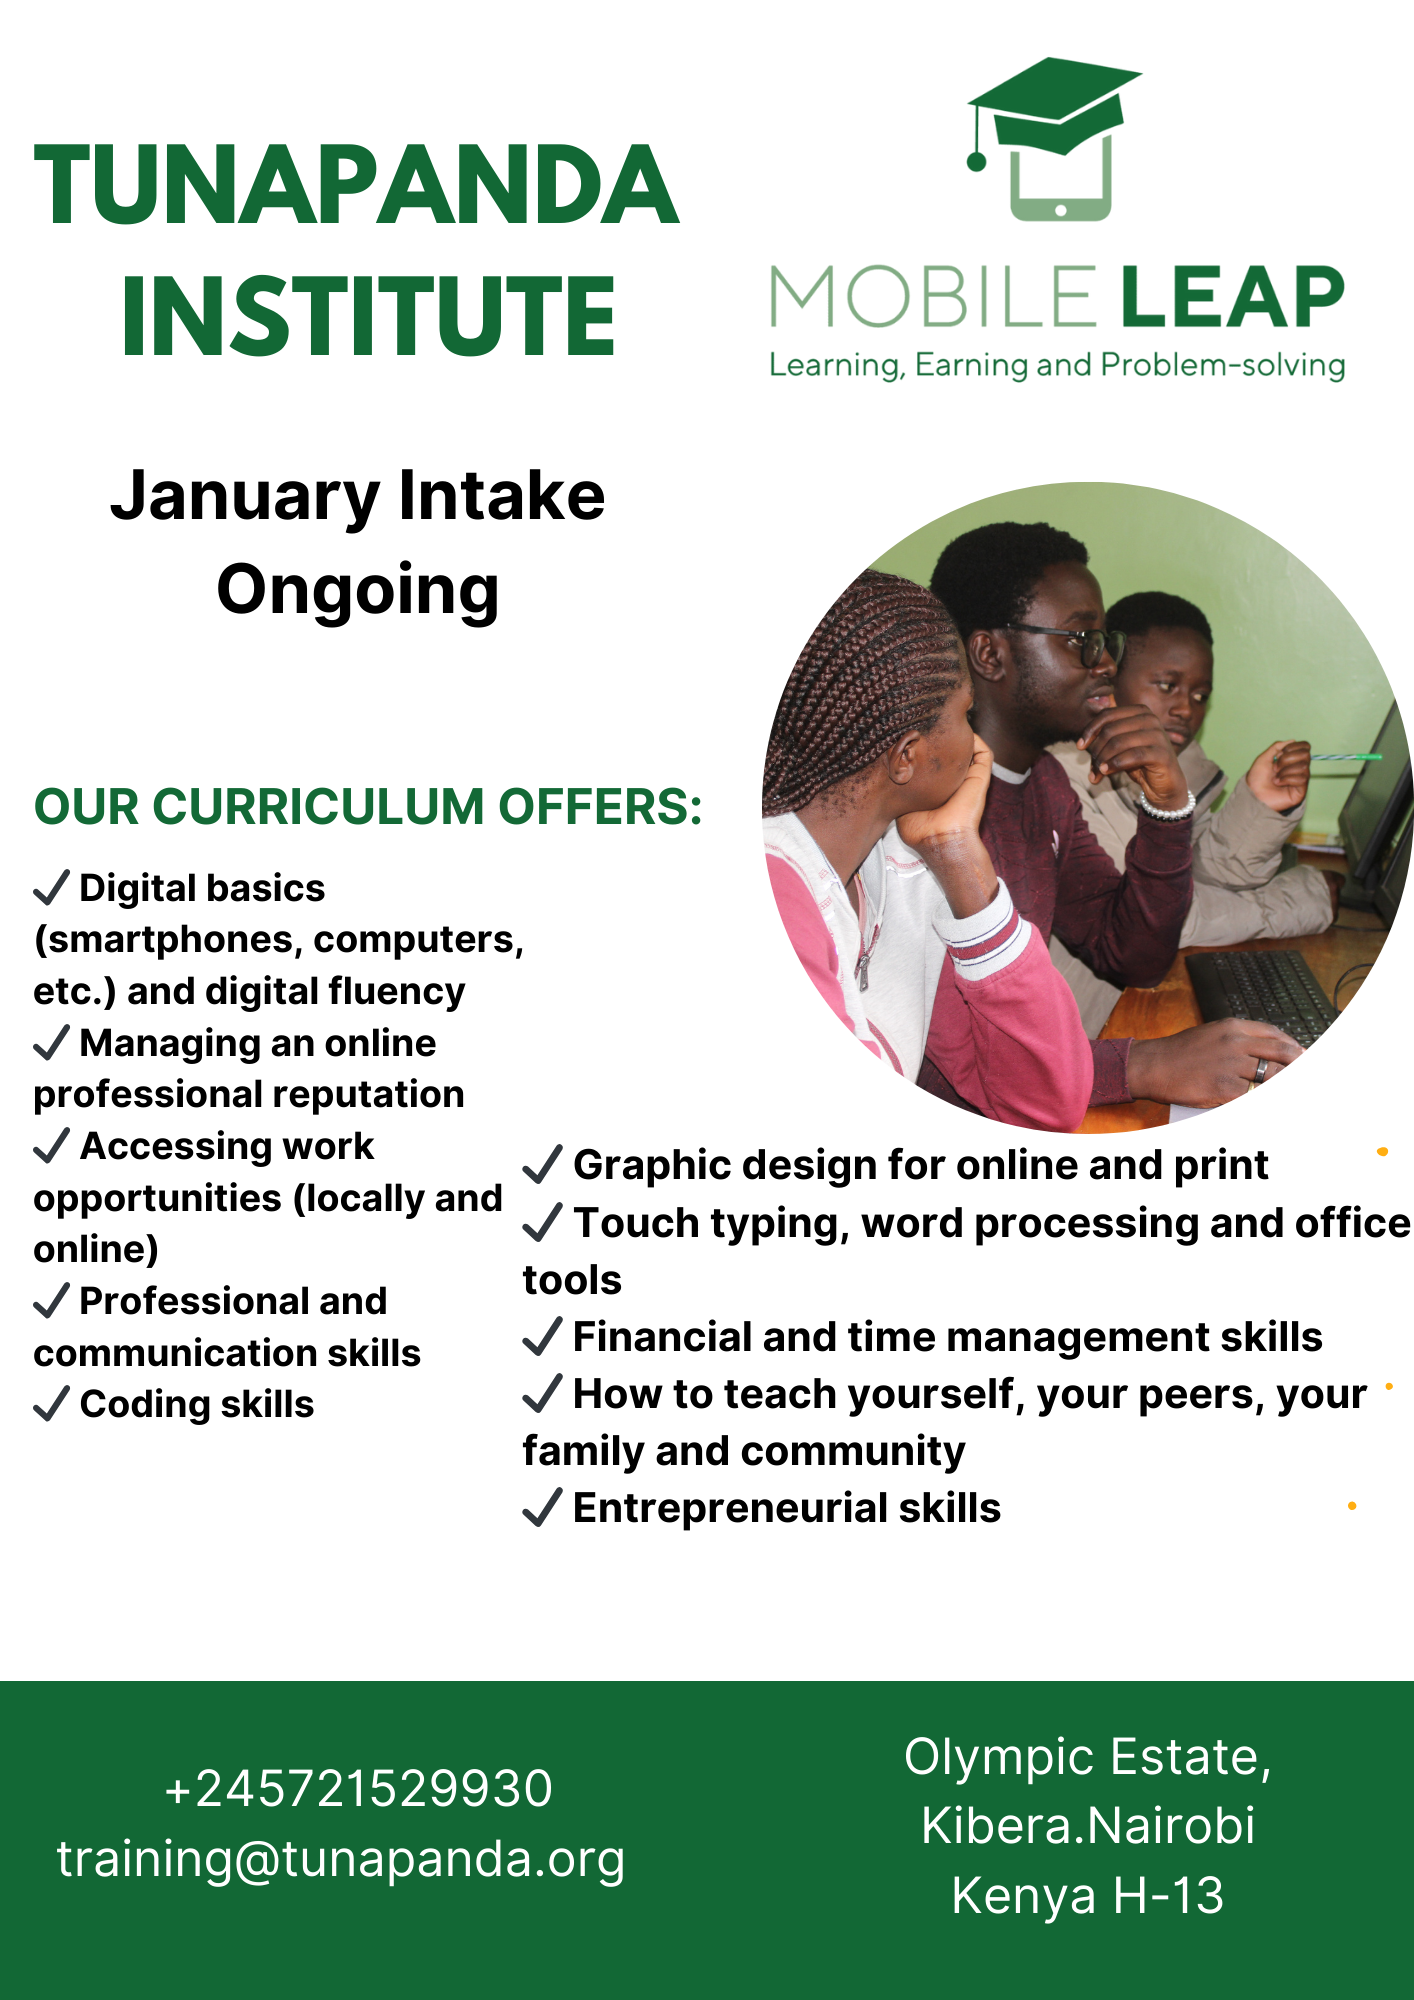 TUNAPANDA
INSTITUTE
MOBILE LEAP
Learning, Earning and Problem-solving
January Intake
Ongoing
OUR CURRICULUM OFFERS:
✔ Digital basics
(smartphones, computers,
etc.) and digital fluency
✔ Managing an online
professional reputation
✔ Accessing work
opportunities (locally and
online)
✔ Professional and
communication skills
✔ Coding skills
✔ Graphic design for online and print
✔ Touch typing, word processing and office
tools
✔ Financial and time management skills
✔ How to teach yourself, your peers, your
family and community
✔ Entrepreneurial skills
+245721529930
training@tunapanda.org
Olympic Estate,
Kibera.Nairobi
Kenya H-13